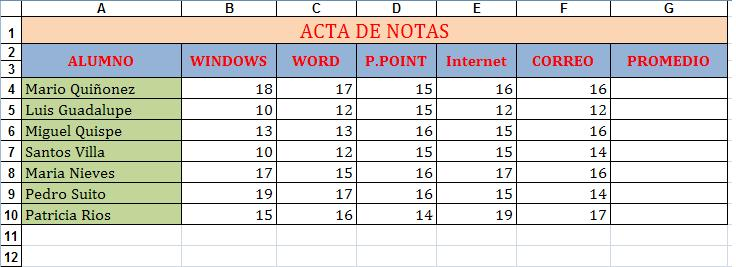 A B C D E F G
1 ACTA DE NOTAS
2
ALUMNO WINDOWS WORD P.POINT Internet CORREO PROMEDIO
3
4 Mario Quiñonez 18 17 15 16 16
5 Luis Guadalupe 10 12 15 12 12
6 Miguel Quispe 13 13 16 15 16
7 Santos Villa 10 12 15 15 14
8 Maria Nieves 17 15 16 17 16
9 Pedro Suito 19 17 16 15 14
10 Patricia Rios 15 16 14 19 17
11
12